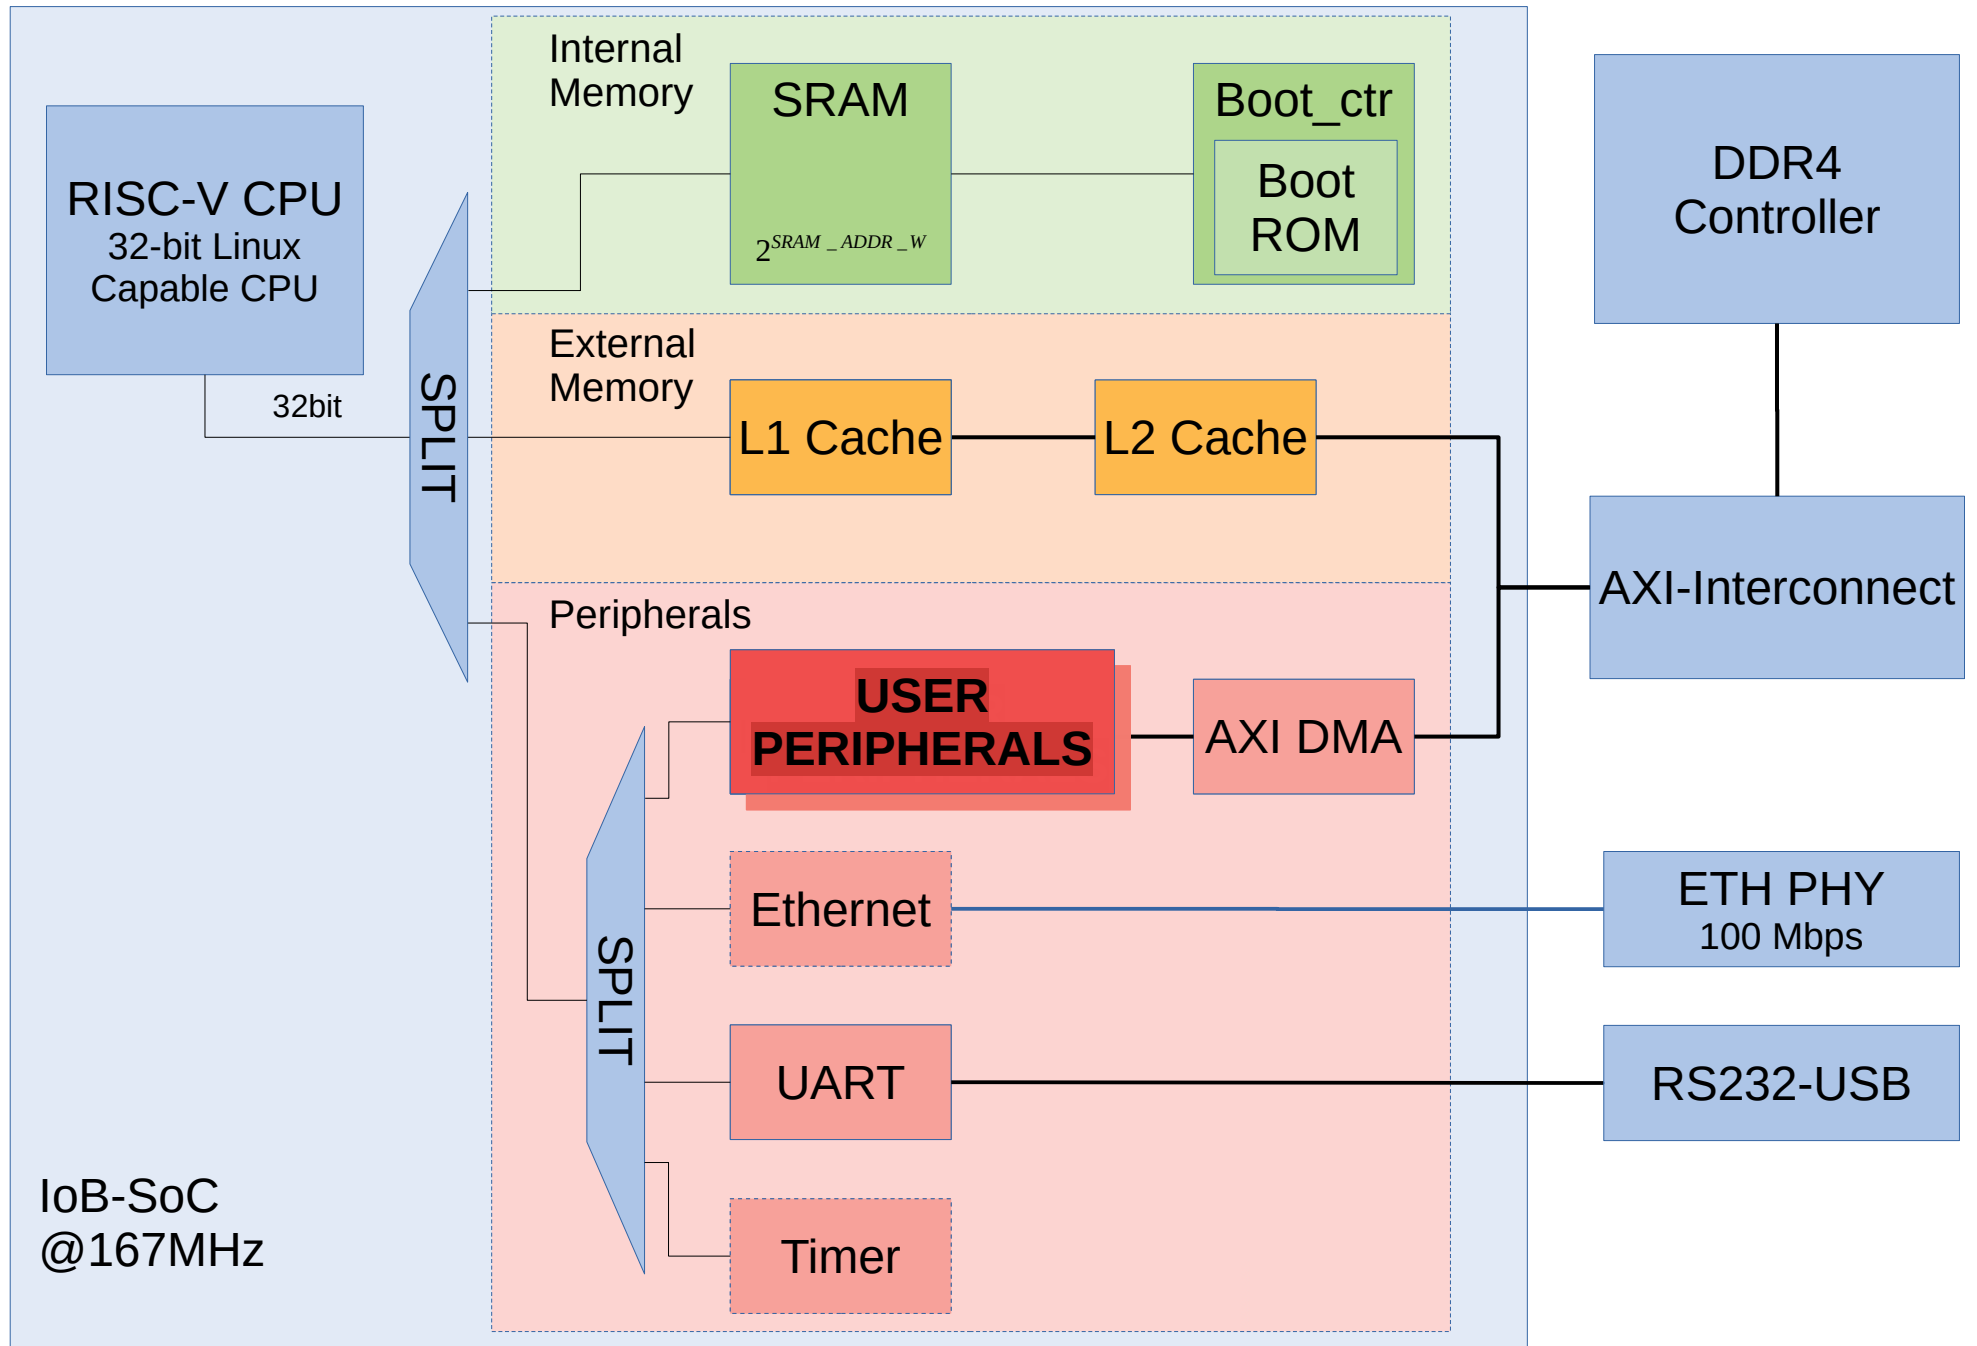 Internal
Memory
SRAM
2^SRAM_ADDR_W
Boot_ctr
Boot
ROM
DDR4
Controller
RISC-V CPU
32-bit Linux
Capable CPU
32bit
SPLIT
External
Memory
L1 Cache
L2 Cache
AXI-Interconnect
Peripherals
USER
PERIPHERALS
AXI DMA
SPLIT
Ethernet
ETH PHY
100 Mbps
UART
RS232-USB
Timer
IoB-SoC
@167MHz